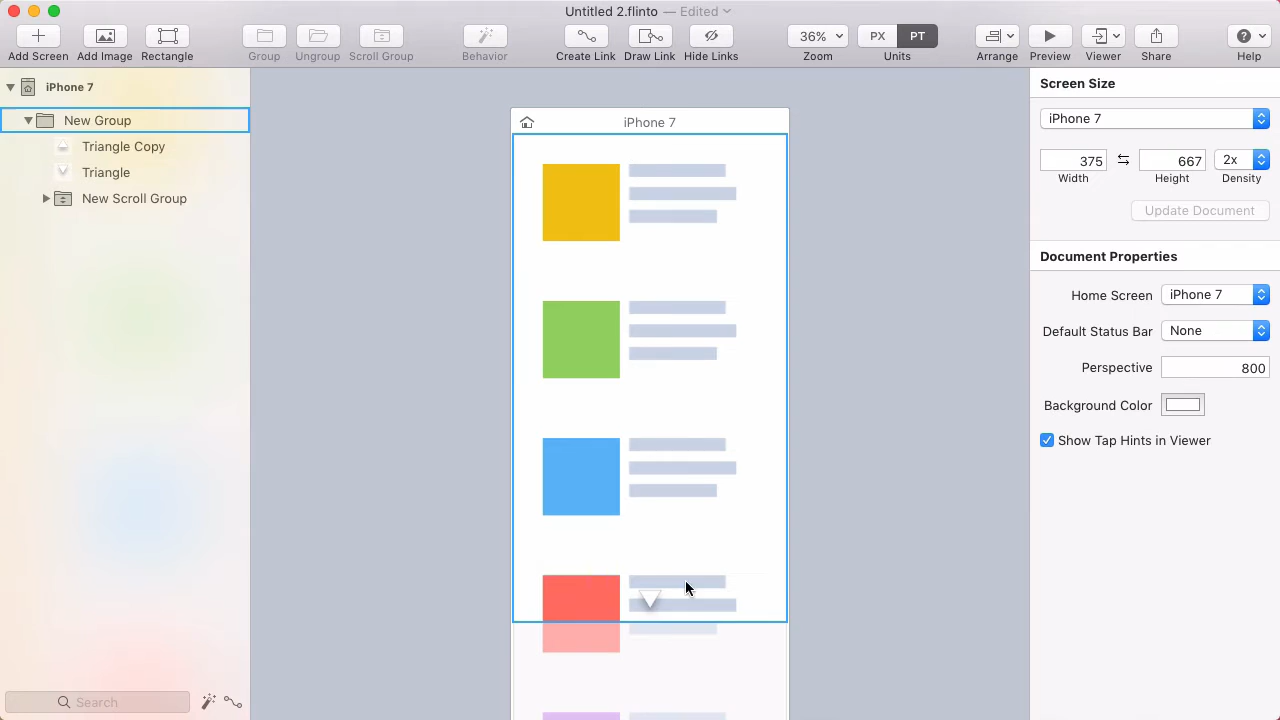 Untitled 2.flinto — Edited
Add Screen Add Image Rectangle Group Ungroup Scroll Group Behavior Create Link Draw Link Hide Links 36% Zoom PX PT Units Arrange Preview Viewer Share Help
iPhone 7
New Group
Triangle Copy
Triangle
New Scroll Group
Search
iPhone 7
Screen Size
iPhone 7
375 667 2x
Width Height Density
Update Document
Document Properties
Home Screen iPhone 7
Default Status Bar None
Perspective 800
Background Color
Show Tap Hints in Viewer